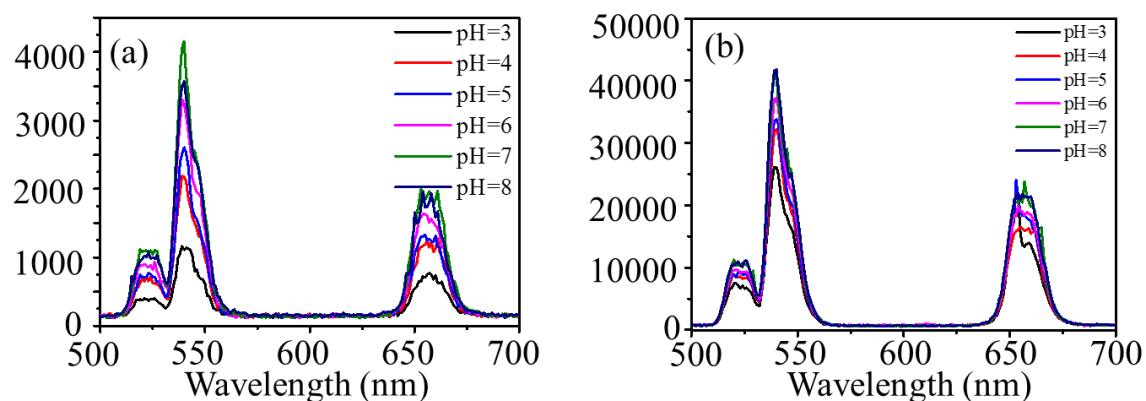 (a)
4000
3000
2000
1000
0
pH=3
pH=4
pH=5
pH=6
pH=7
pH=8
500 550 600 650 700
Wavelength (nm)
(b)
50000
40000
30000
20000
10000
0
pH=3
pH=4
pH=5
pH=6
pH=7
pH=8
500 550 600 650 700
Wavelength (nm)